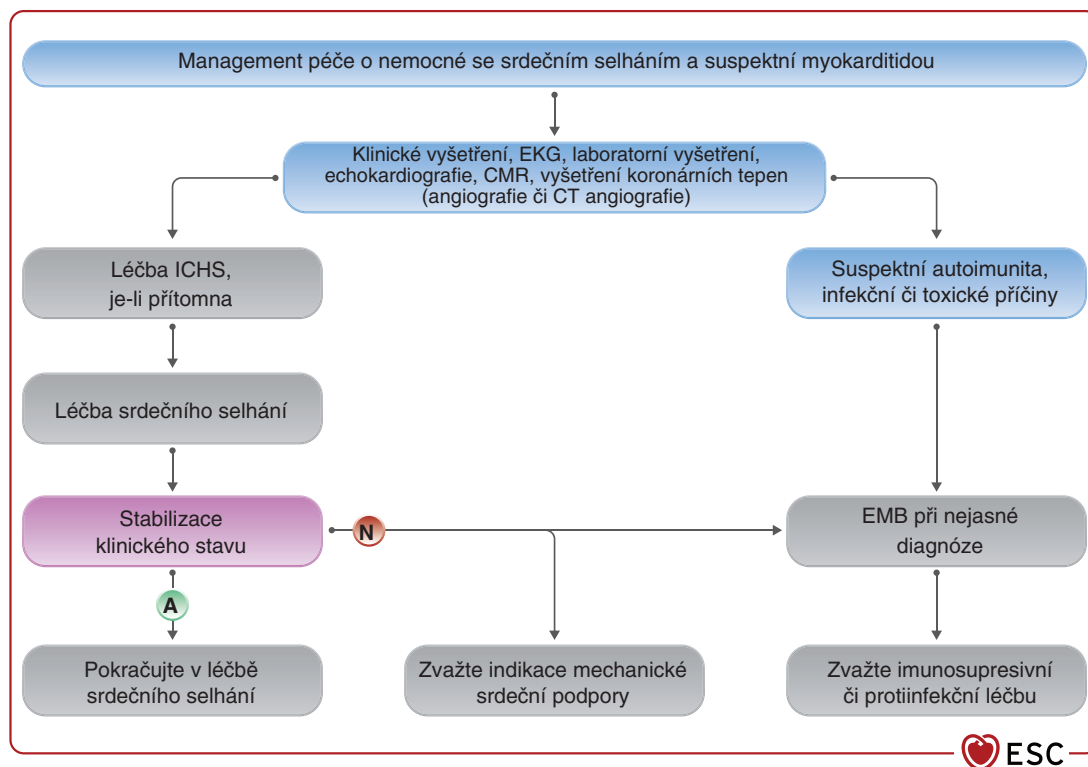 Management péče o nemocné se srdečním selháním a suspektní myokarditidou
Klinické vyšetření, EKG, laboratorní vyšetření,
echokardiografie, CMR, vyšetření koronárních tepen
(angiografie či CT angiografie)
Léčba ICHS,
je-li přítomna
Suspektní autoimunita,
infekční či toxické příčiny
Léčba srdečního selhání
Stabilizace
klinického stavu
N
EMB při nejasné
diagnóze
A
Pokračujte v léčbě
srdečního selhání
Zvažte indikace mechanické
srdeční podpory
Zvažte imunosupresivní
či protiinfekční léčbu
ESC